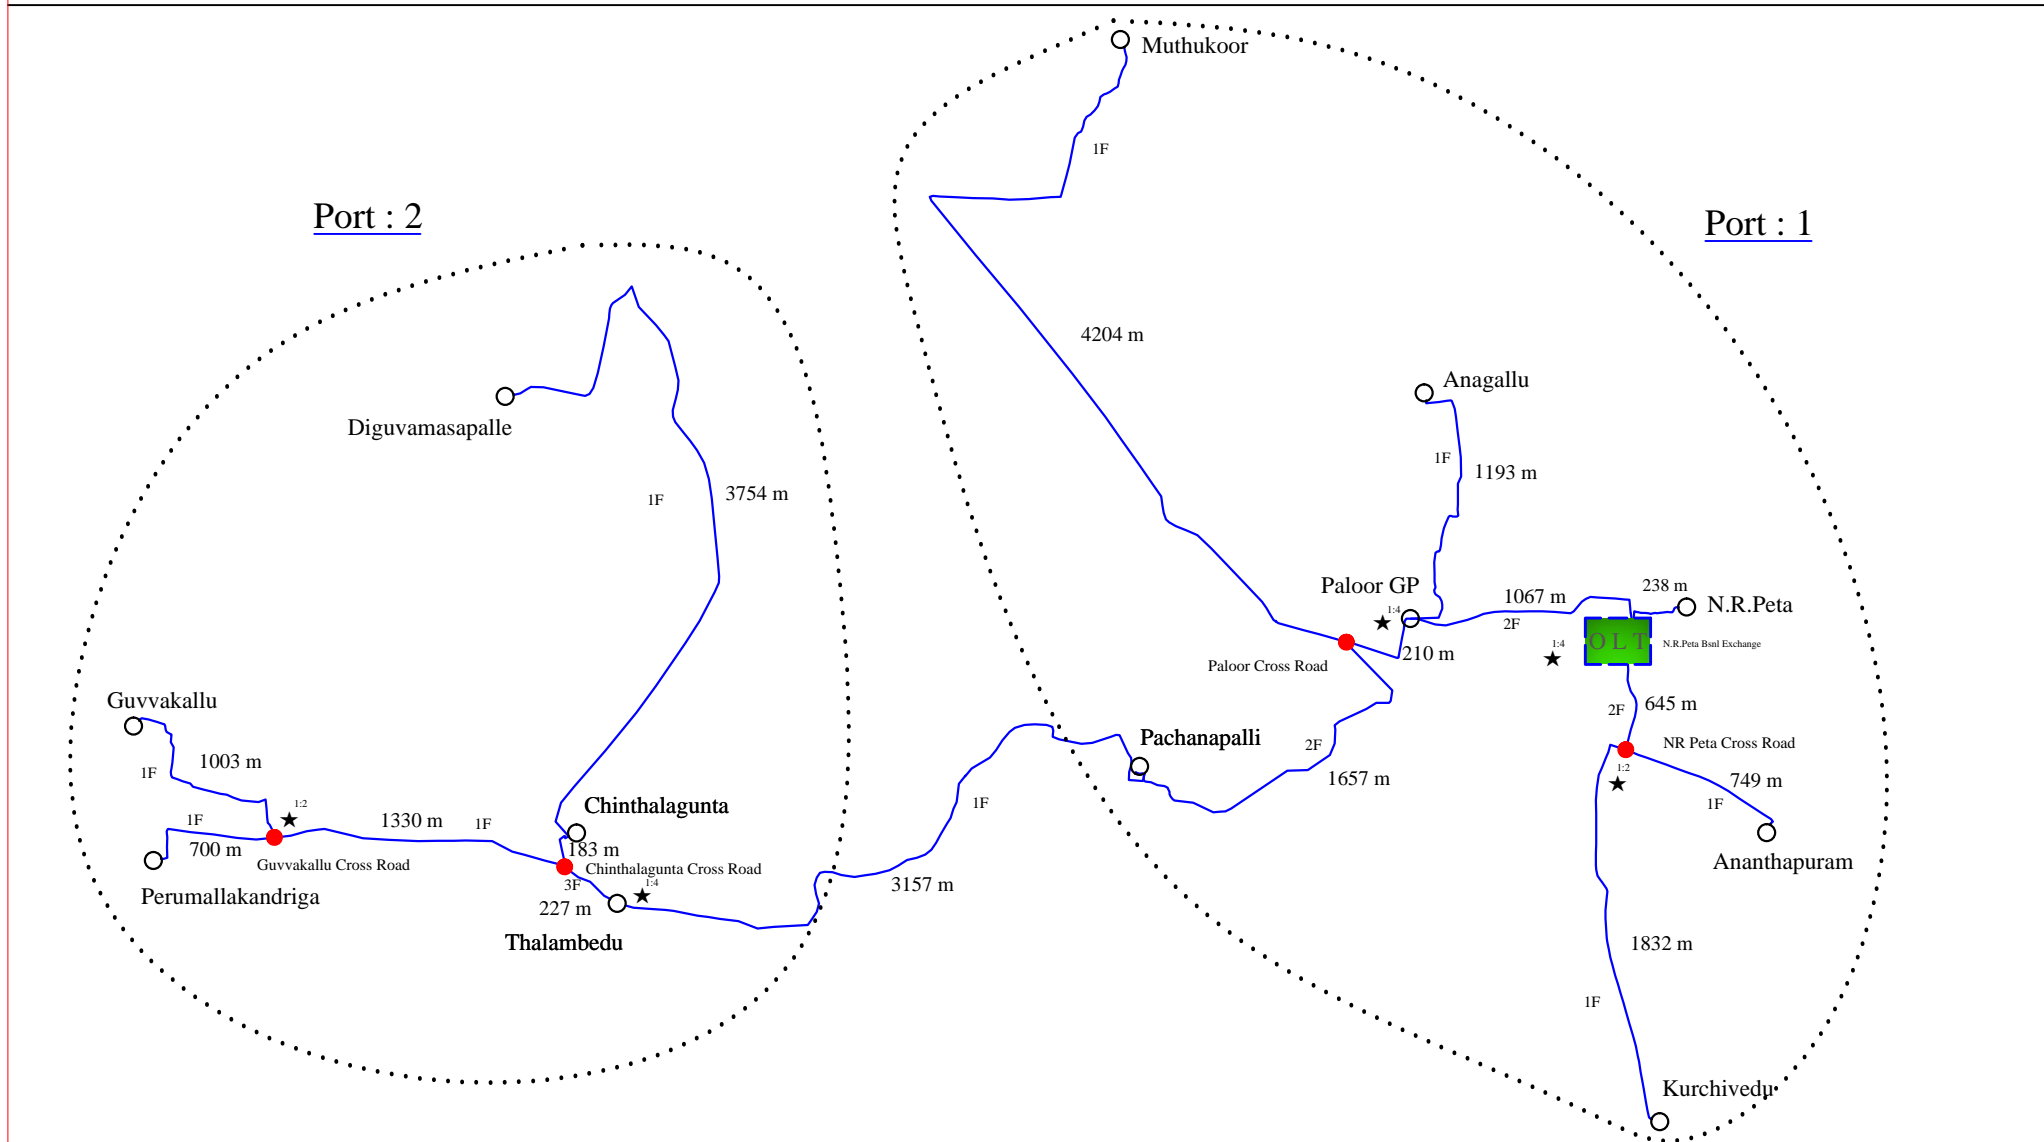 Muthukoor
1F
Port : 2
Port : 1
4204 m
Anagallu
Diguvamasapalle
1F
1193 m
1F
3754 m
Paloor GP
1:4
1067 m
2F
238 m
N.R.Peta
O L T
N.R.Peta Bsnl Exchange
1:4
210 m
Paloor Cross Road
Guvvakallu
645 m
2F
NR Peta Cross Road
Pachanapalli
2F
1657 m
1003 m
1F
1:2
749 m
1F
1:2
1F
Chinthalagunta
1330 m
1F
1F
700 m
183 m
Guvvakallu Cross Road
Chinthalagunta Cross Road
Ananthapuram
3F
1:4
3157 m
Perumallakandriga
227 m
Thalambedu
1832 m
1F
Kurchivedu